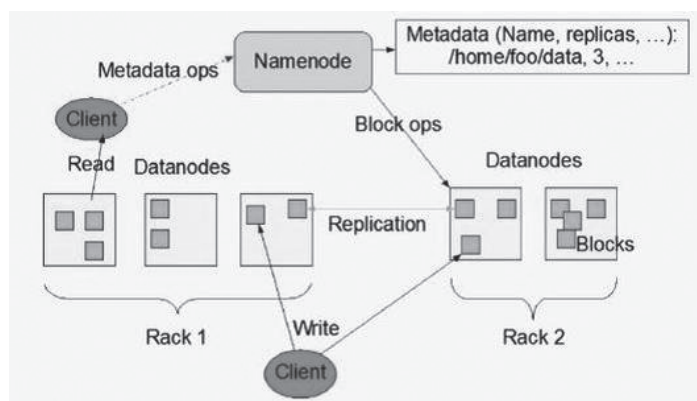 Metadata (Name, replicas, …):
/home/foo/data, 3, …
Namenode
Metadata ops
Client
Block ops
Read
Datanodes
Datanodes
Replication
Blocks
Rack 1
Write
Rack 2
Client